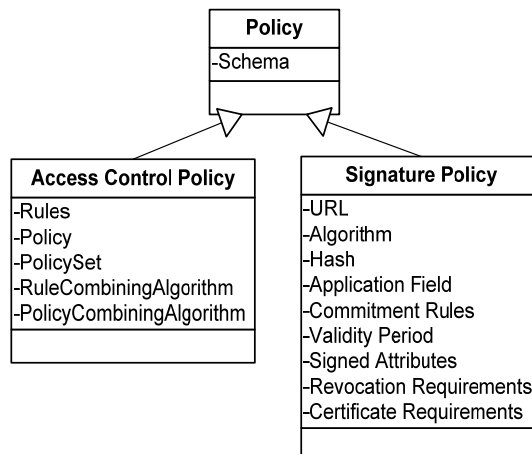 Policy
-Schema
Access Control Policy
-Rules
-Policy
-PolicySet
-RuleCombiningAlgorithm
-PolicyCombiningAlgorithm
Signature Policy
-URL
-Algorithm
-Hash
-Application Field
-Commitment Rules
-Validity Period
-Signed Attributes
-Revocation Requirements
-Certificate Requirements